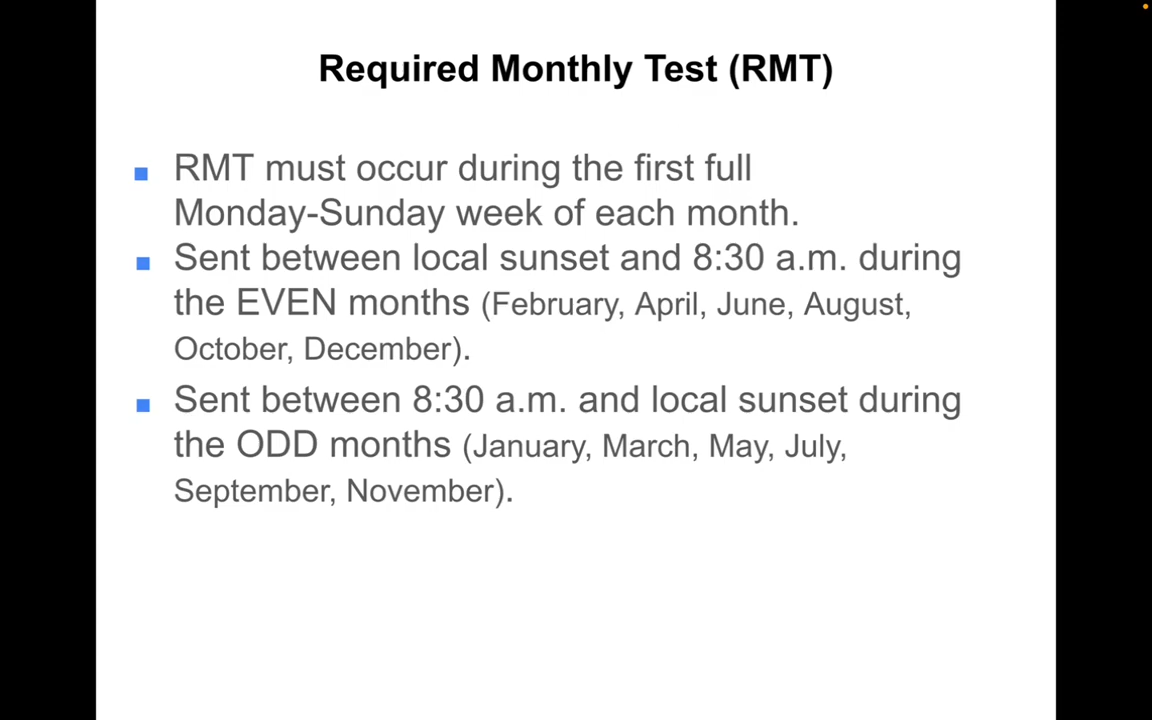 Required Monthly Test (RMT)
RMT must occur during the first full
Monday-Sunday week of each month.
Sent between local sunset and 8:30 a.m. during
the EVEN months (February, April, June, August,
October, December).
Sent between 8:30 a.m. and local sunset during
the ODD months (January, March, May, July,
September, November).